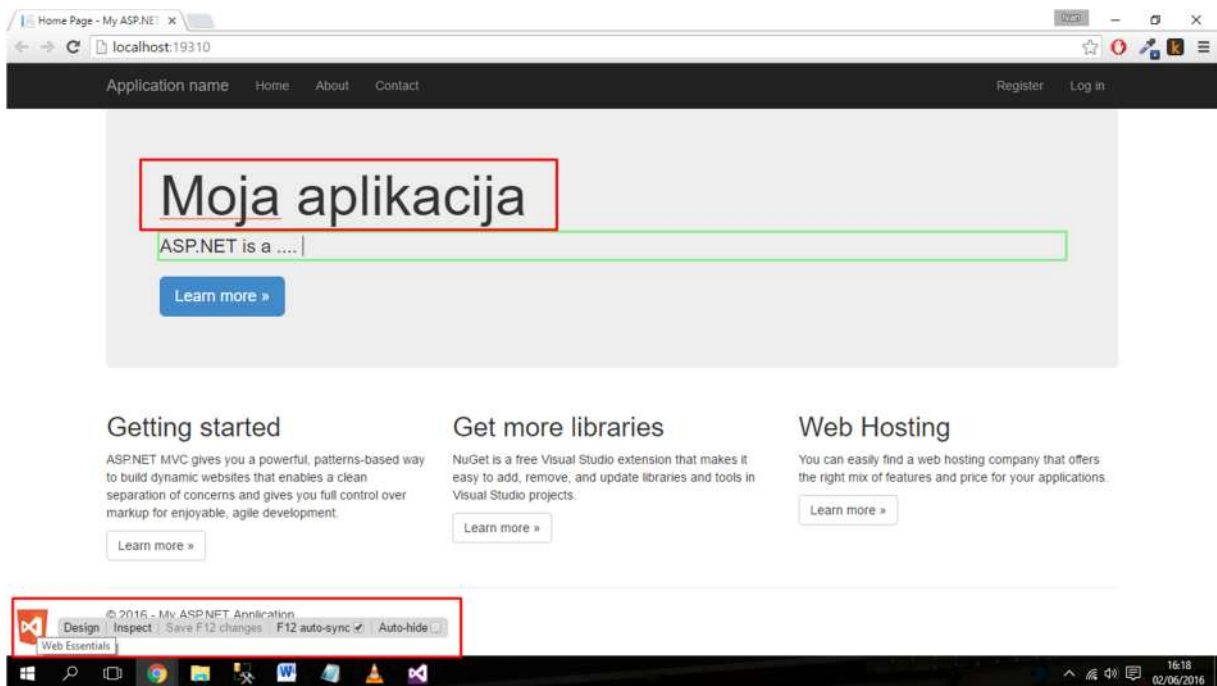 Home Page - My ASP.NET
Ivan
localhost:19310
Application name Home About Contact Register Log in
Moja aplikacija
ASP.NET is a ....
Learn more »
Getting started
ASP.NET MVC gives you a powerful, patterns-based way
to build dynamic websites that enables a clean
separation of concerns and gives you full control over
markup for enjoyable, agile development.
Learn more »
Get more libraries
NuGet is a free Visual Studio extension that makes it
easy to add, remove, and update libraries and tools in
Visual Studio projects.
Learn more »
Web Hosting
You can easily find a web hosting company that offers
the right mix of features and price for your applications.
Learn more »
© 2016 - My ASP.NET Application
Design Inspect Save F12 changes F12 auto-sync Auto-hide
Web Essentials
16:18
02/06/2016